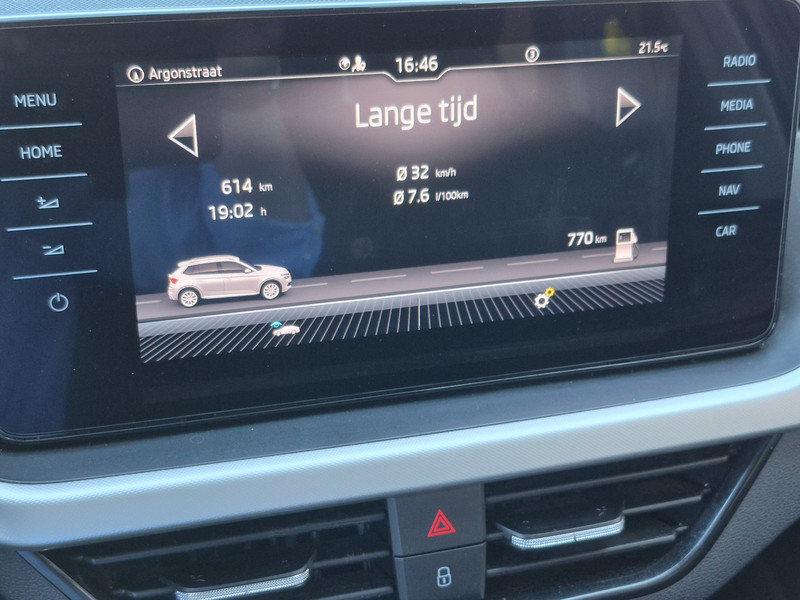 Argonstraat
16:46
3
21.5°C
Lange tijd
614 km
19:02 h
Ø 32 km/h
Ø 7.6 l/100km
770 km
MENU
HOME
RADIO
MEDIA
PHONE
NAV
CAR